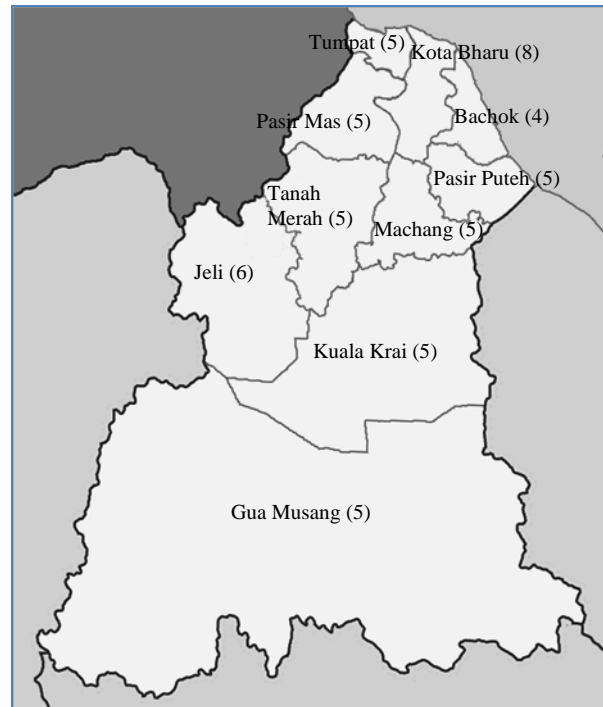 Tumpat (5)
Kota Bharu (8)
Pasir Mas (5)
Bachok (4)
Pasir Puteh (5)
Tanah
Merah (5)
Machang (5)
Jeli (6)
Kuala Krai (5)
Gua Musang (5)